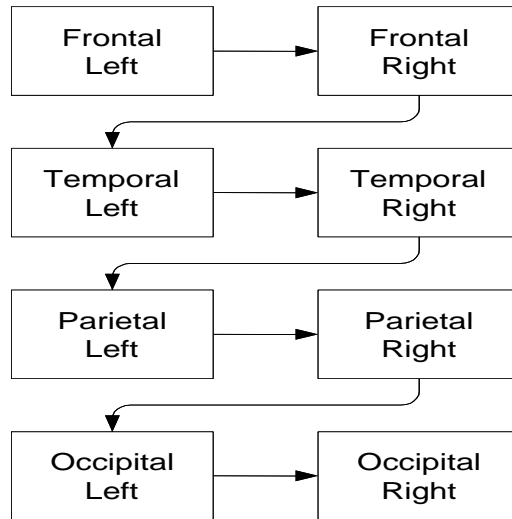 Frontal
Left
Frontal
Right
Temporal
Left
Temporal
Right
Parietal
Left
Parietal
Right
Occipital
Left
Occipital
Right